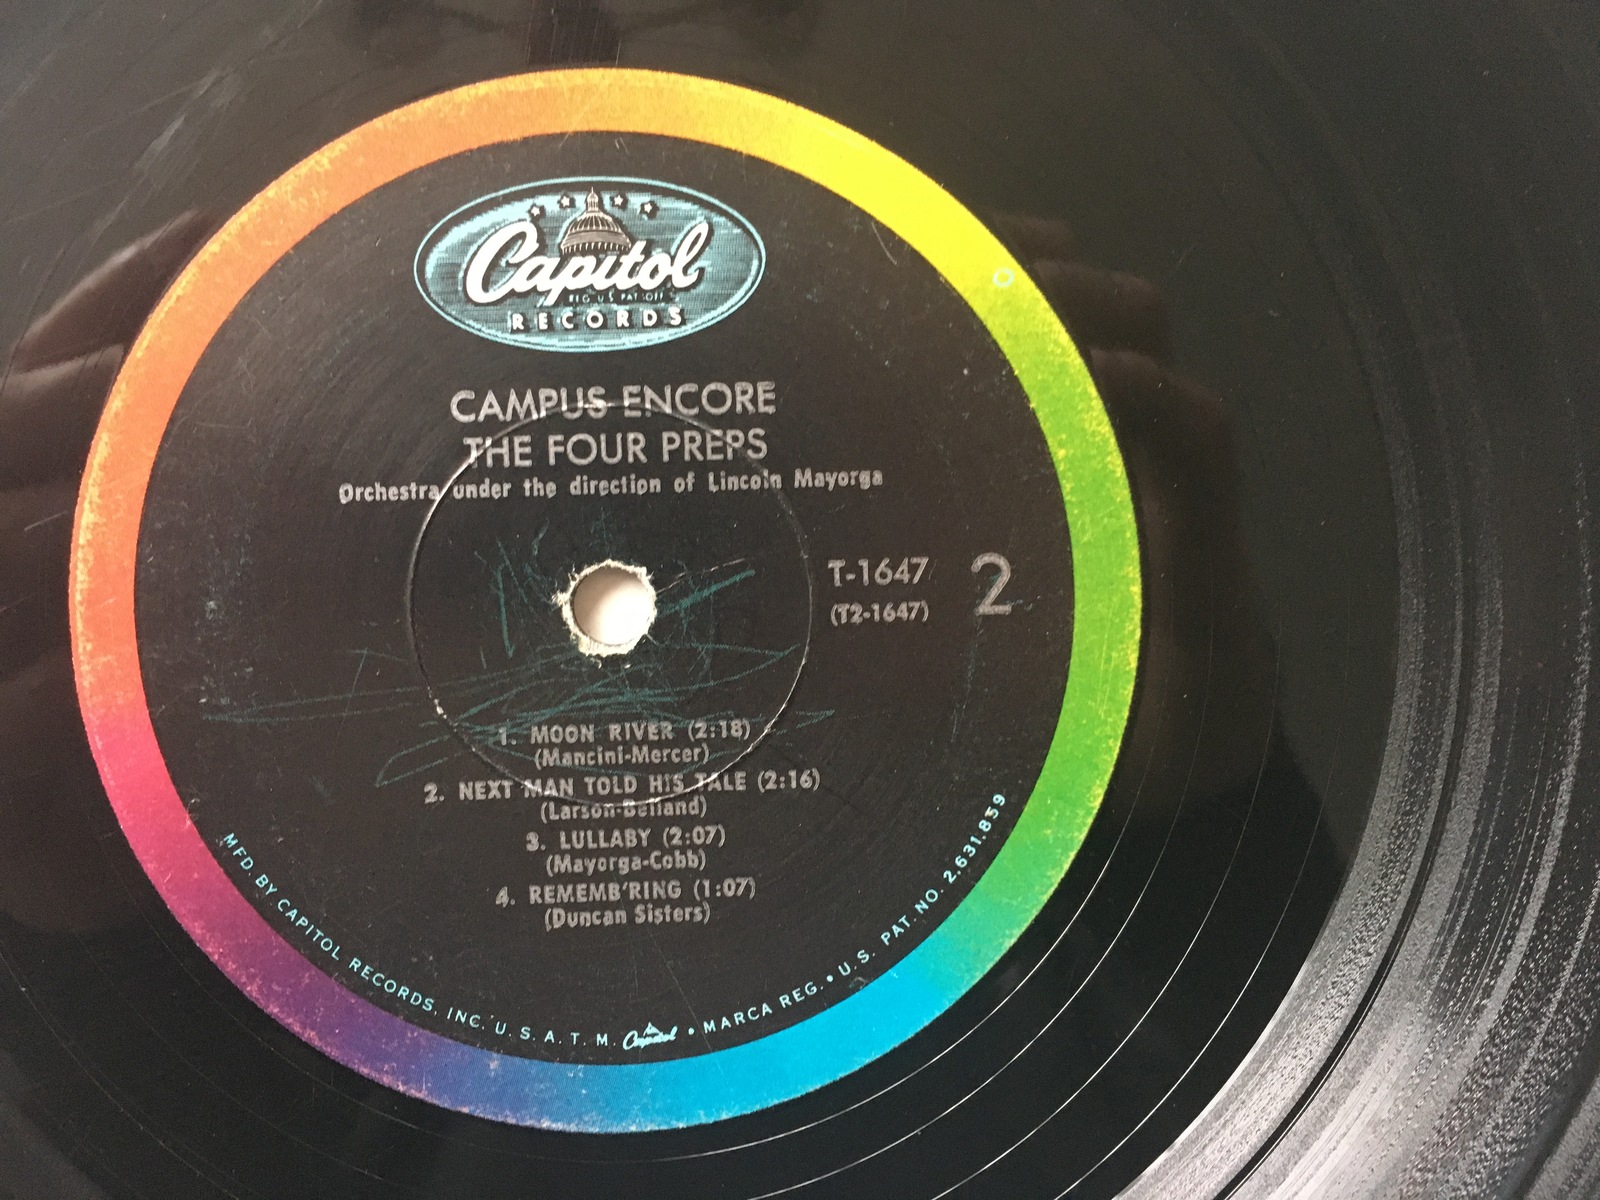 Capitol
REG. U.S. PAT. OFF.
RECORDS
CAMPUS ENCORE
THE FOUR PREPS
Orchestra under the direction of Lincoln Mayorga
T-1647 2
(T2-1647)
1. MOON RIVER (2:18)
(Mancini-Mercer)
2. NEXT MAN TOLD HIS TALE (2:16)
(Larson-Belland)
3. LULLABY (2:07)
(Mayorga-Cobb)
4. REMEMB'RING (1:07)
(Duncan Sisters)
MFD. BY CAPITOL RECORDS, INC. U. S. A. T. M. Capitol • MARCA REG. • U.S. PAT. NO. 2,631,859